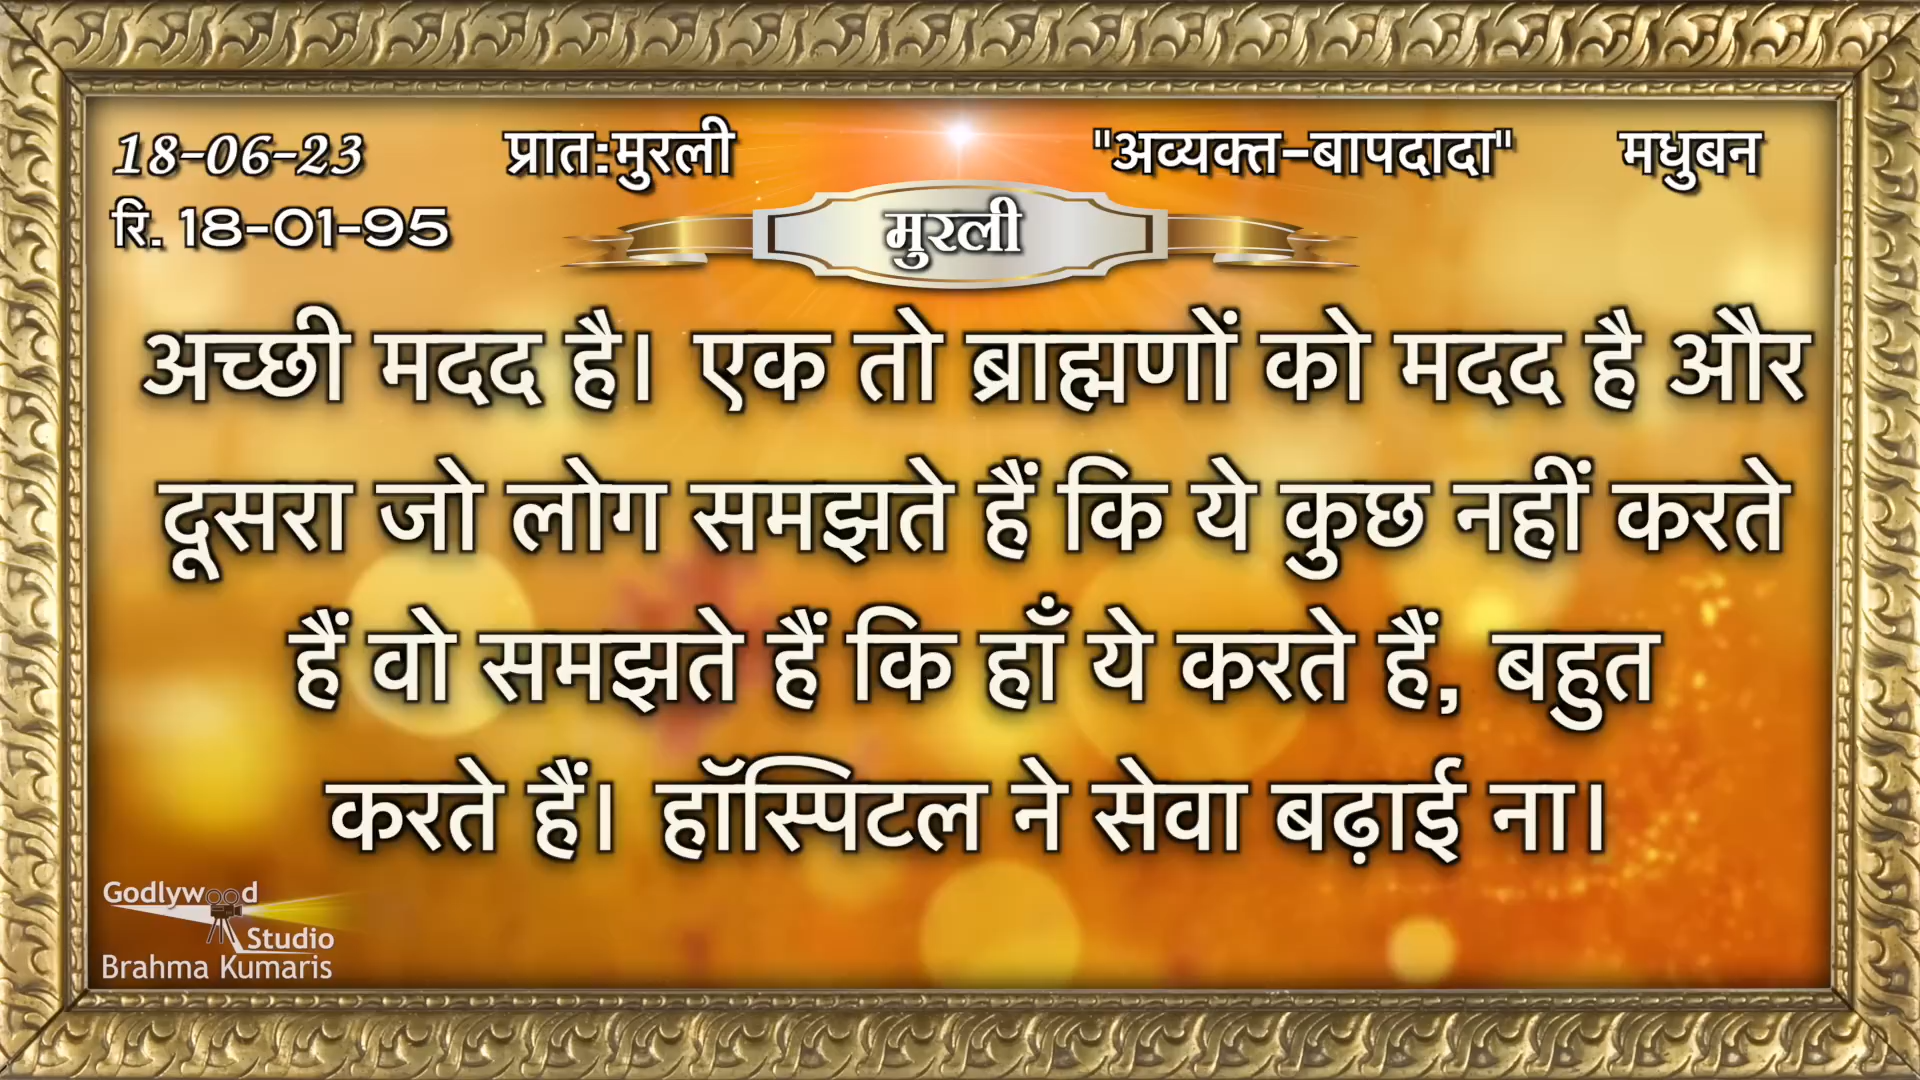 18-06-23 प्रात:मुरली "अव्यक्त-बापदादा" मधुबन
रि. 18-01-95
मुरली
अच्छी मदद है। एक तो ब्राह्मणों को मदद है और
दूसरा जो लोग समझते हैं कि ये कुछ नहीं करते
हैं वो समझते हैं कि हाँ ये करते हैं, बहुत
करते हैं। हॉस्पिटल ने सेवा बढ़ाई ना।
Godlywood
Studio
Brahma Kumaris